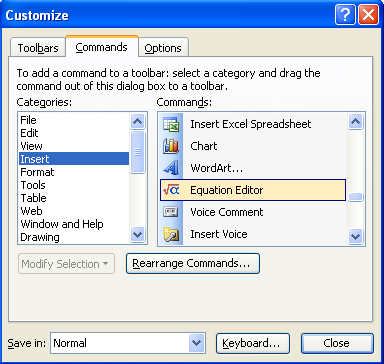 Customize
Toolbars
Commands
Options
To add a command to a toolbar: select a category and drag the
command out of this dialog box to a toolbar.
Categories:
File
Edit
View
Insert
Format
Tools
Table
Web
Window and Help
Drawing
Commands:
Insert Excel Spreadsheet
Chart
WordArt...
Equation Editor
Voice Comment
Insert Voice
Modify Selection
Rearrange Commands...
Save in:
Normal
Keyboard...
Close